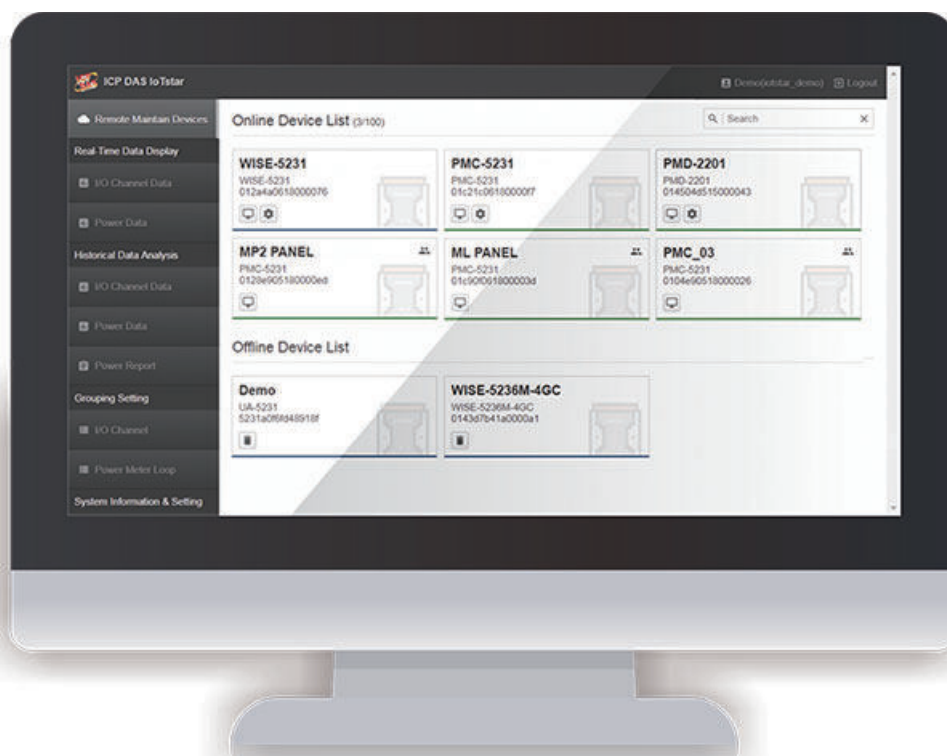 ICP DAS IoTstar
Demo(iotstar_demo) Logout
Remote Maintain Devices
Real-Time Data Display
I/O Channel Data
Power Data
Historical Data Analysis
I/O Channel Data
Power Data
Power Report
Grouping Setting
I/O Channel
Power Meter Loop
System Information & Setting
Online Device List (3/100)
Search
WISE-5231
WISE-5231
012a4a0618000076
PMC-5231
PMC-5231
01c21c06180000f7
PMD-2201
PMD-2201
014504d515000043
MP2 PANEL
PMC-5231
0128e905180000ed
ML PANEL
PMC-5231
01c90f061800003d
PMC_03
PMC-5231
0104e90518000026
Offline Device List
Demo
UA-5231
WISE-5236M-4GC
WISE-5236M-4GC
0143d7b41a0000a1